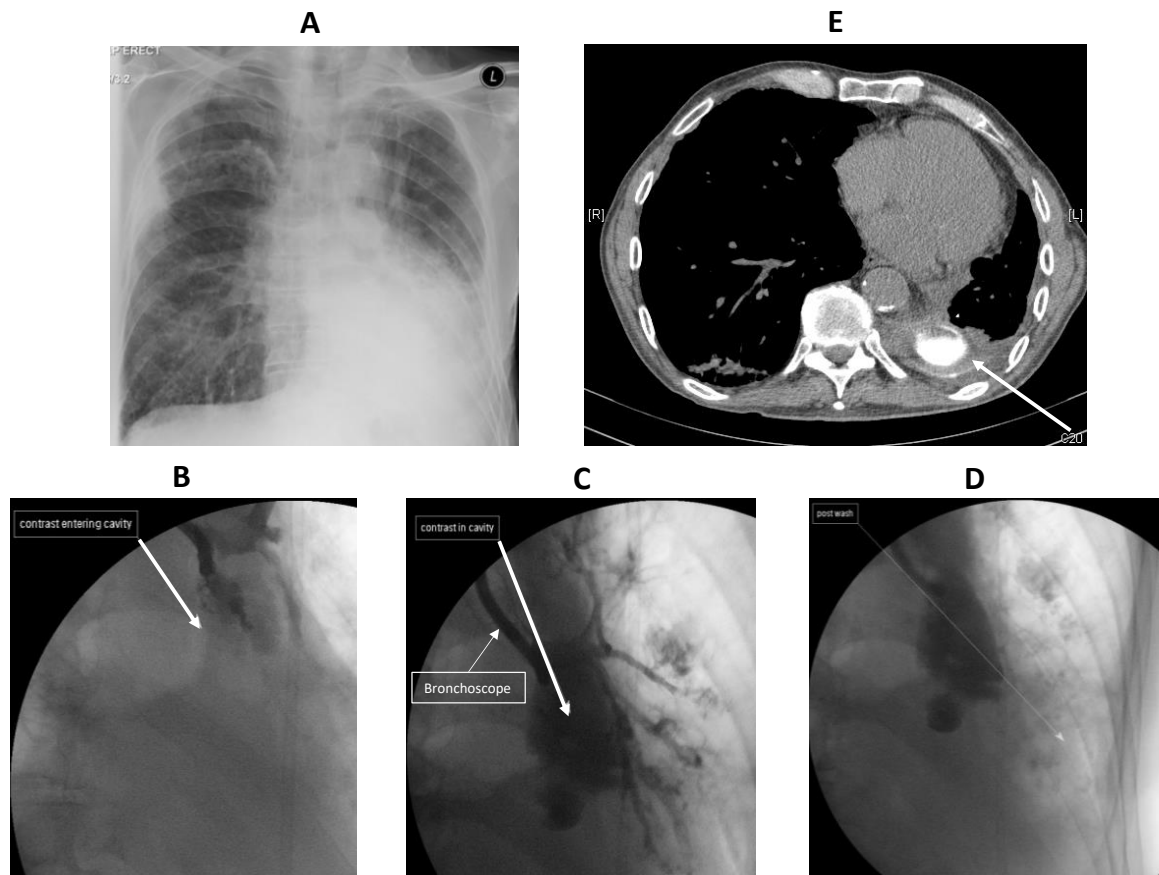 A
E
P ERECT
L
[R]
[L]
C20
B
C
D
contrast entering cavity
contrast in cavity
Bronchoscope
post wash